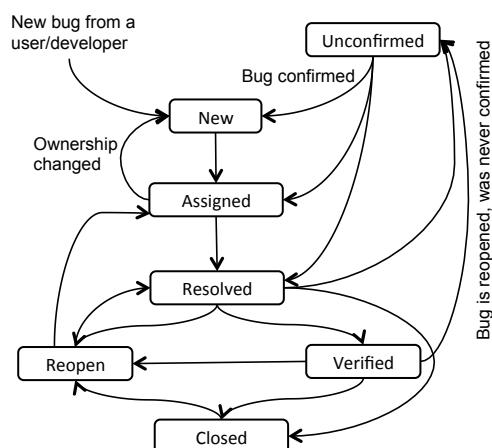 New bug from a
user/developer
Unconfirmed
Bug confirmed
New
Ownership
changed
Assigned
Resolved
Reopen
Verified
Closed
Bug is reopened, was never confirmed